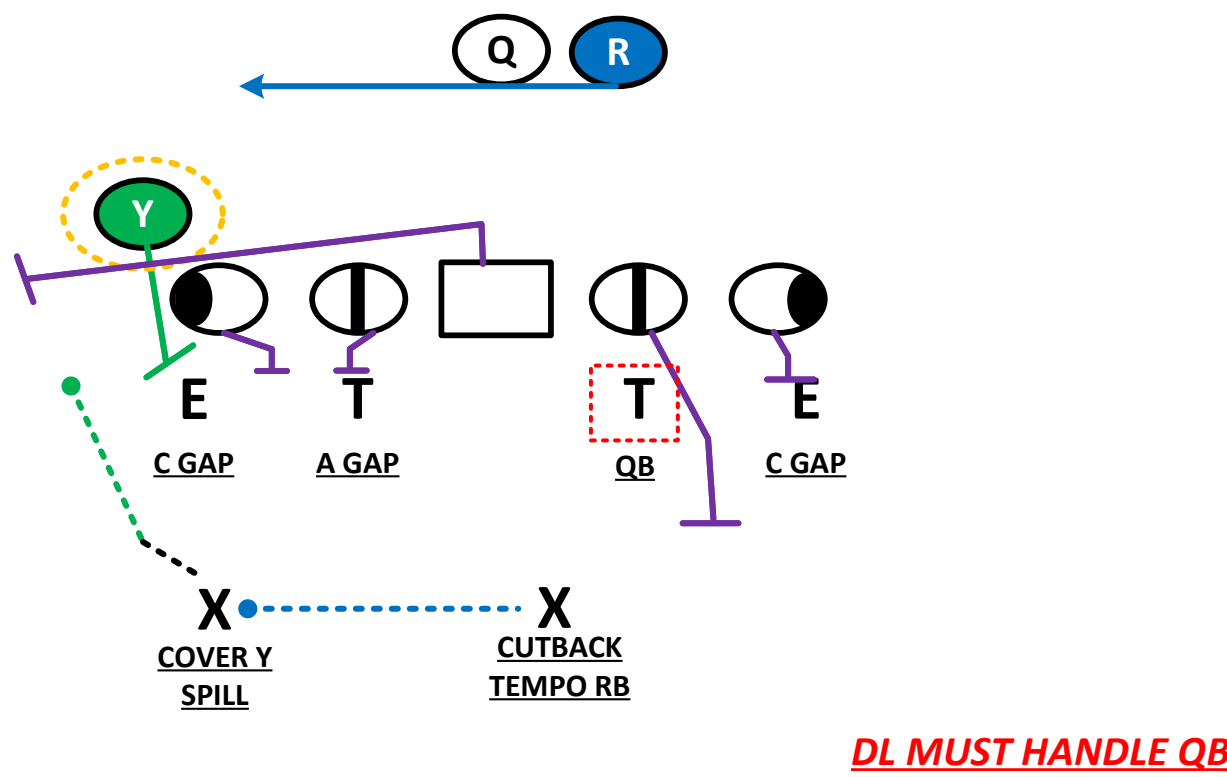 Q R
Y
E T T E
C GAP A GAP QB C GAP
X X
COVER Y
SPILL
CUTBACK
TEMPO RB
DL MUST HANDLE QB